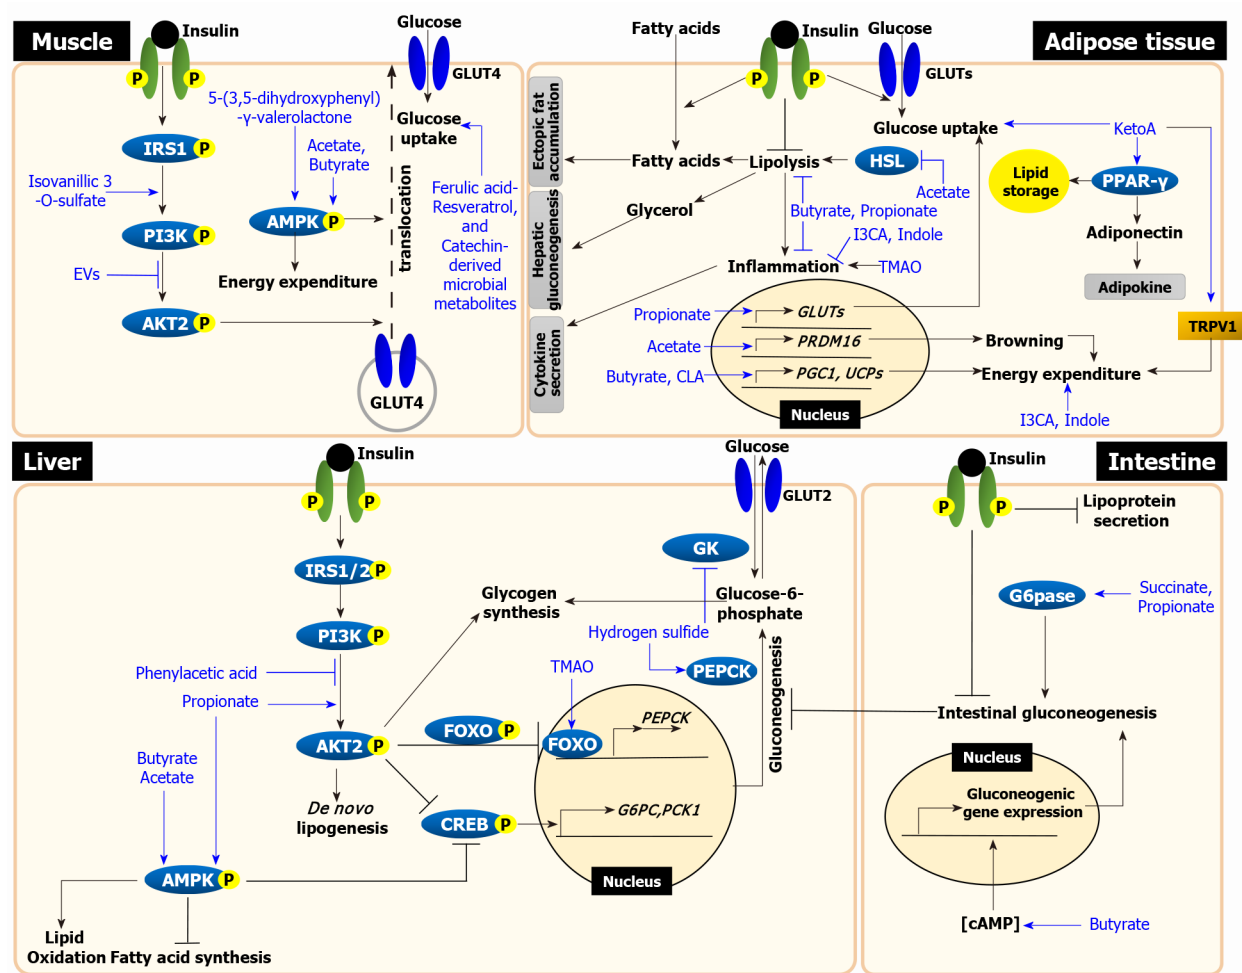 Muscle
Insulin
P
P
IRS1
P
Isovanillic 3
-O-sulfate
PI3K
P
EVs
AKT2
P
5-(3,5-dihydroxyphenyl)
-γ-valerolactone
Acetate,
Butyrate
AMPK
P
Energy expenditure
translocation
Glucose
GLUT4
Glucose
uptake
Ferulic acid-
Resveratrol,
and
Catechin-
derived
microbial
metabolites
GLUT4
Adipose tissue
Fatty acids
Insulin
P
P
Glucose
GLUTs
Glucose uptake
KetoA
Ectopic fat
accumulation
Fatty acids
Lipolysis
HSL
Acetate
Lipid
storage
PPAR-γ
Hepatic
gluconeogenesis
Glycerol
Butyrate, Propionate
I3CA, Indole
Adiponectin
Inflammation
TMAO
Adipokine
Cytokine
secretion
Propionate
GLUTs
Acetate
PRDM16
Browning
TRPV1
Butyrate, CLA
PGC1, UCPs
Energy expenditure
Nucleus
I3CA, Indole
Liver
Insulin
P
P
IRS1/2
P
PI3K
P
Phenylacetic acid
Propionate
AKT2
P
Butyrate
Acetate
De novo
lipogenesis
AMPK
P
Lipid
Oxidation
Fatty acid synthesis
Glycogen
synthesis
Glucose
GLUT2
GK
Glucose-6-
phosphate
Hydrogen sulfide
TMAO
PEPCK
Gluconeogenesis
FOXO
P
FOXO
PEPCK
CREB
P
G6PC,PCK1
Nucleus
Intestine
Insulin
P
P
Lipoprotein
secretion
G6pase
Succinate,
Propionate
Intestinal gluconeogenesis
Nucleus
Gluconeogenic
gene expression
[cAMP]
Butyrate